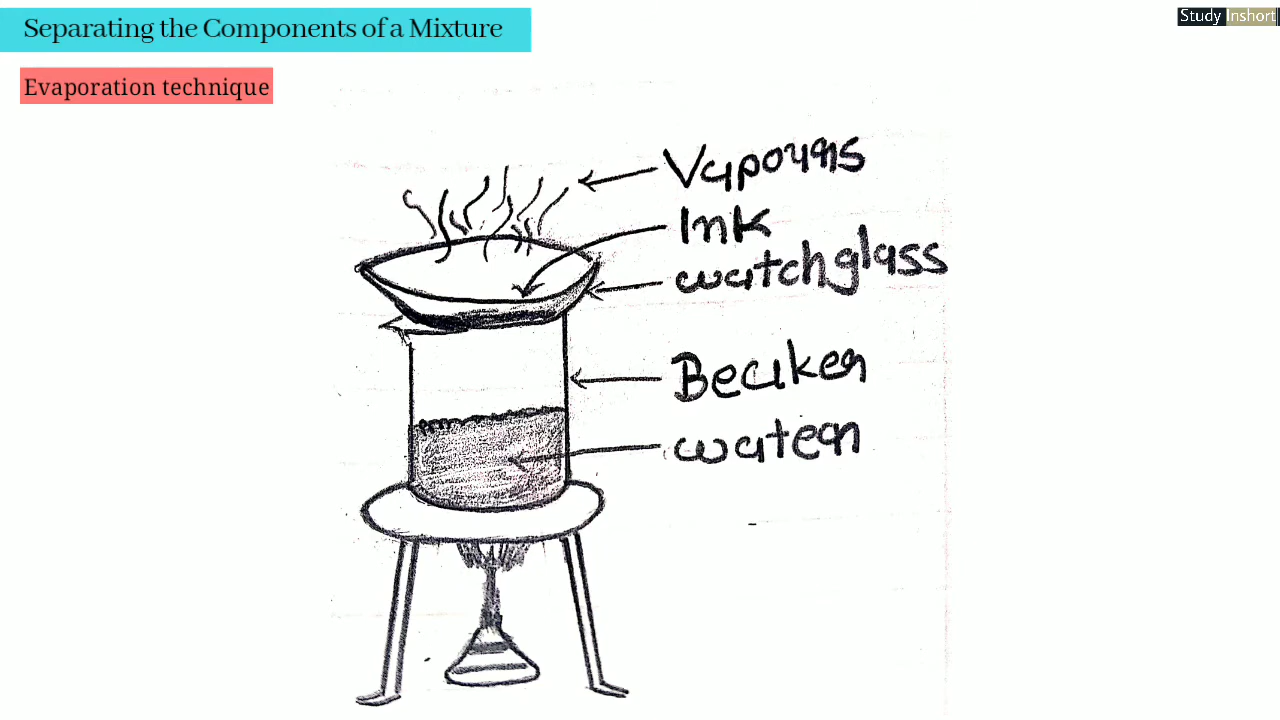 Separating the Components of a Mixture
Study Inshort
Evaporation technique
Vapours
Ink
watchglass
Beaker
water